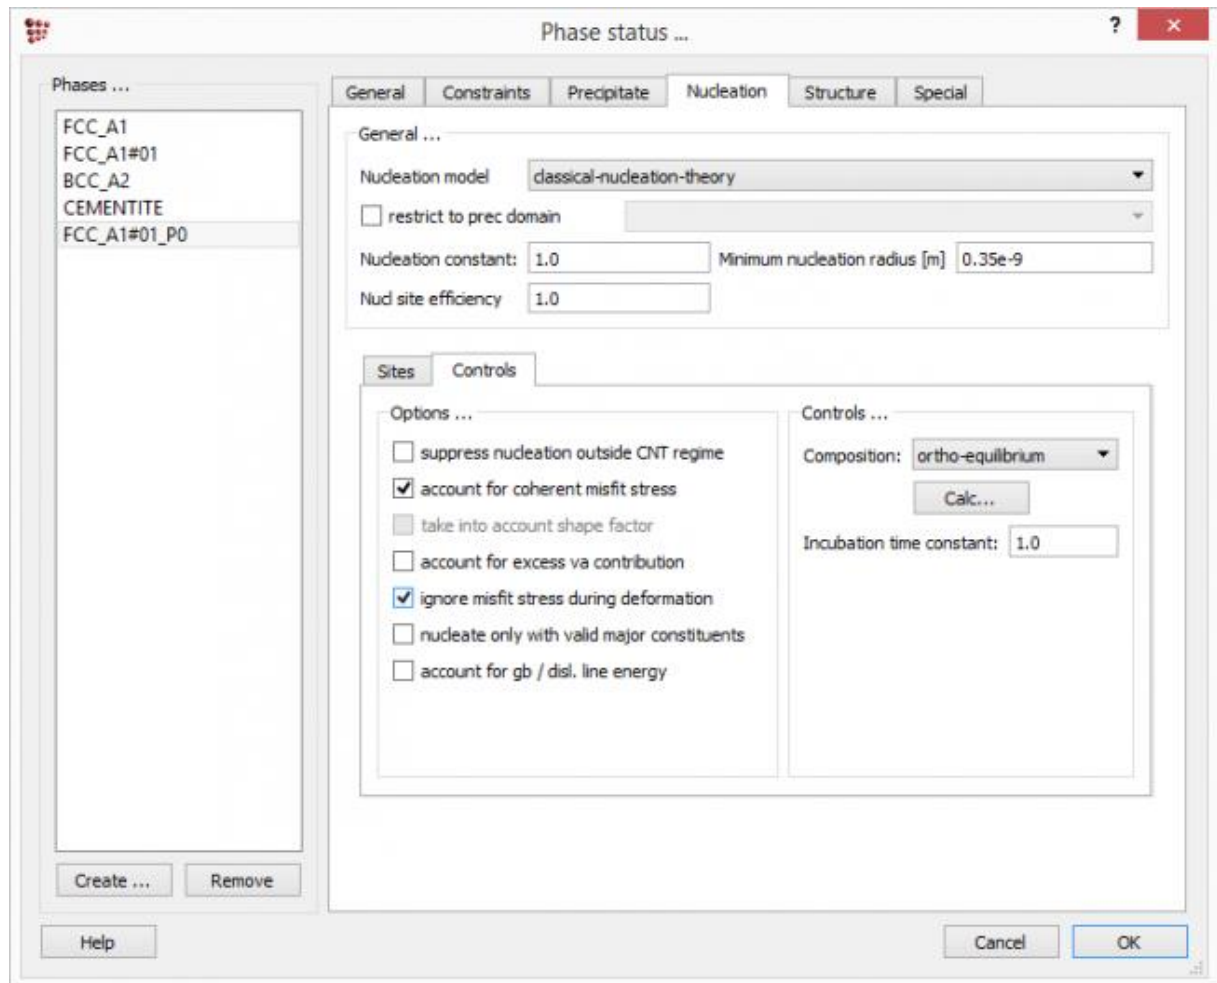 Phase status ...
?
Phases ...
FCC_A1
FCC_A1#01
BCC_A2
CEMENTITE
FCC_A1#01_P0
Create ...
Remove
General
Constraints
Precipitate
Nucleation
Structure
Special
General ...
Nucleation model
classical-nucleation-theory
restrict to prec domain
Nucleation constant:
1.0
Minimum nucleation radius [m]
0.35e-9
Nucl site efficiency
1.0
Sites
Controls
Options ...
suppress nucleation outside CNT regime
account for coherent misfit stress
take into account shape factor
account for excess va contribution
ignore misfit stress during deformation
nucleate only with valid major constituents
account for gb / disl. line energy
Controls ...
Composition:
ortho-equilibrium
Calc...
Incubation time constant:
1.0
Help
Cancel
OK